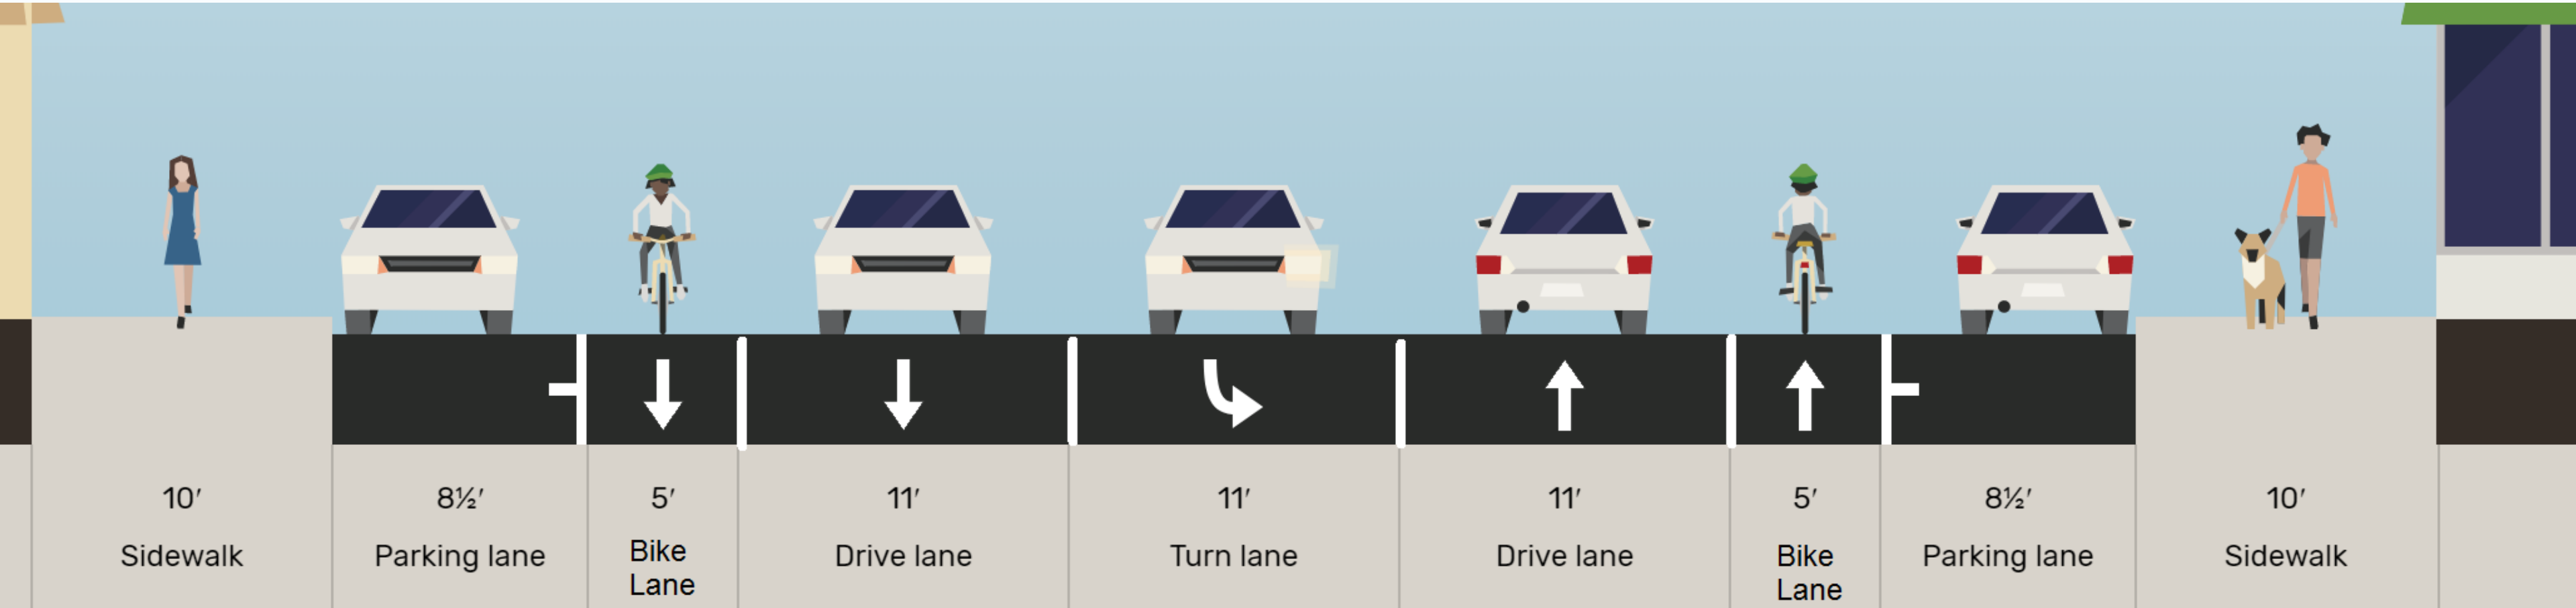 10′ 8½′ 5′ 11′ 11′ 11′ 5′ 8½′ 10′
Sidewalk Parking lane Bike Lane Drive lane Turn lane Drive lane Bike Lane Parking lane Sidewalk